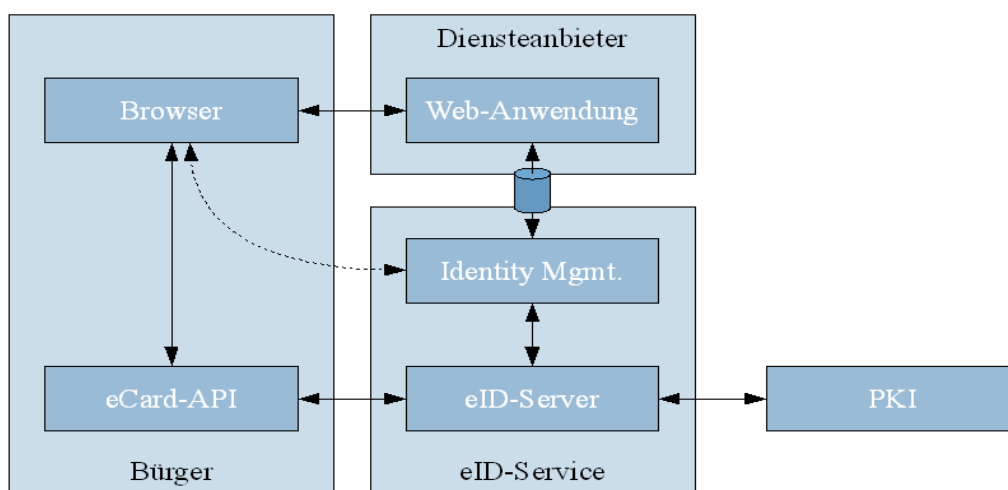 Diensteanbieter
Browser
Web-Anwendung
Identity Mgmt.
eCard-API
eID-Server
PKI
Bürger
eID-Service